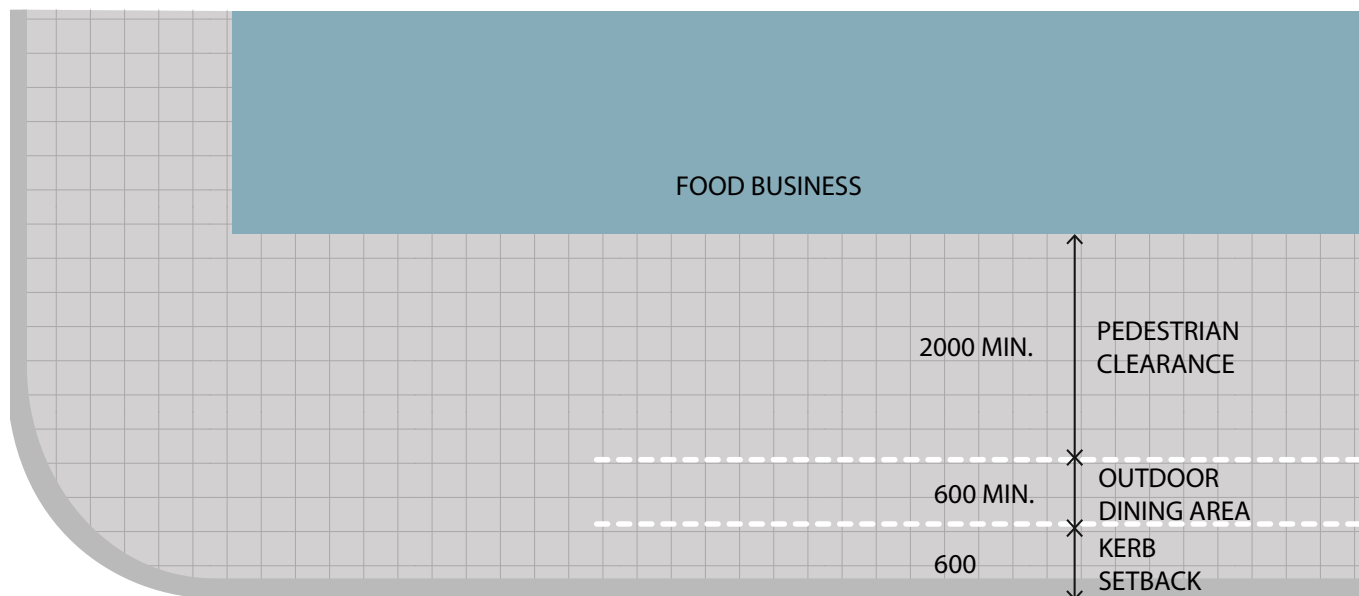 FOOD BUSINESS
2000 MIN.
PEDESTRIAN
CLEARANCE
600 MIN.
OUTDOOR
DINING AREA
600
KERB
SETBACK